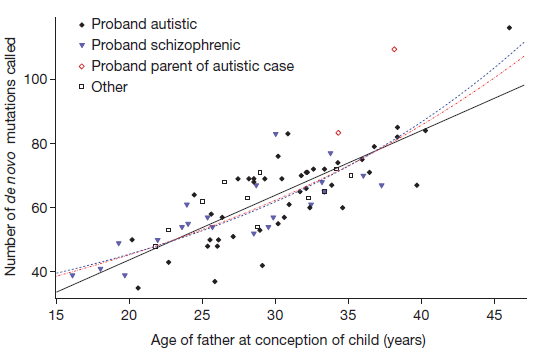 Proband autistic
Proband schizophrenic
Proband parent of autistic case
Other
Number of de novo mutations called
100
80
60
40
15 20 25 30 35 40 45
Age of father at conception of child (years)